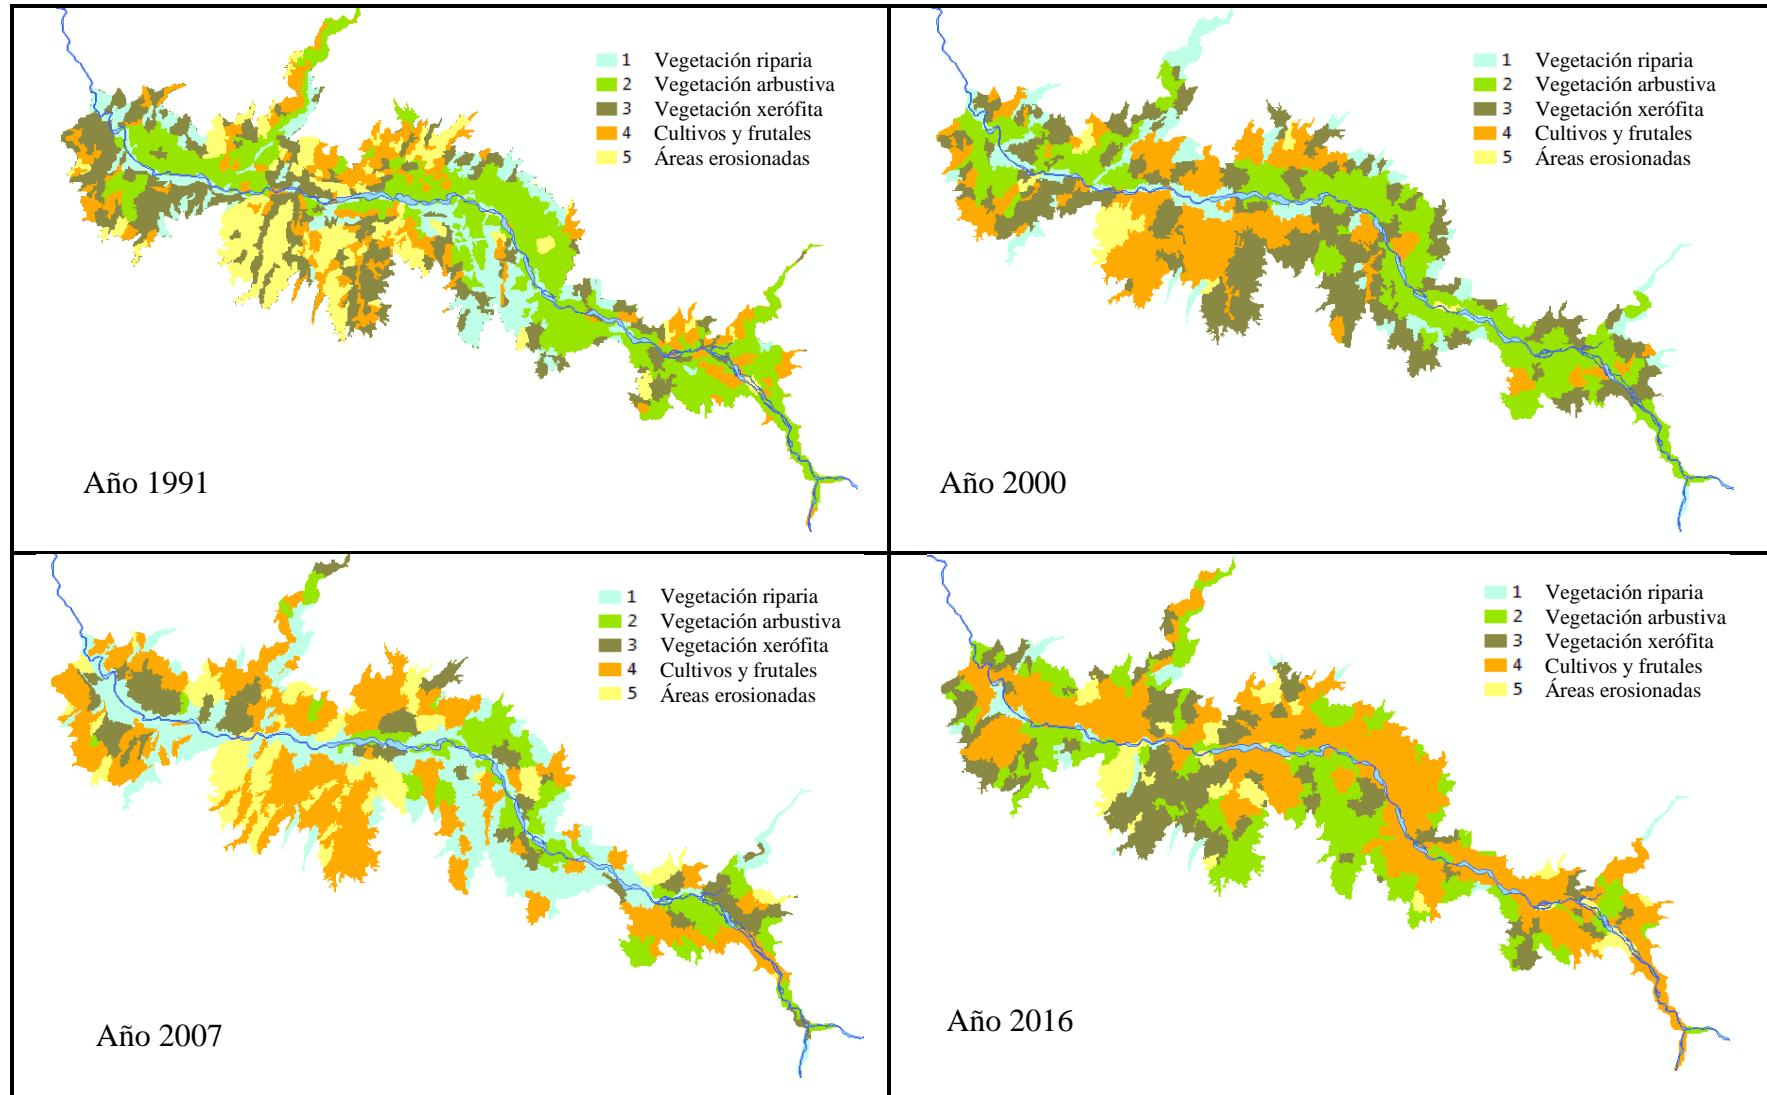 1 Vegetación riparia
2 Vegetación arbustiva
3 Vegetación xerófita
4 Cultivos y frutales
5 Áreas erosionadas
Año 1991
1 Vegetación riparia
2 Vegetación arbustiva
3 Vegetación xerófita
4 Cultivos y frutales
5 Áreas erosionadas
Año 2000
1 Vegetación riparia
2 Vegetación arbustiva
3 Vegetación xerófita
4 Cultivos y frutales
5 Áreas erosionadas
Año 2007
1 Vegetación riparia
2 Vegetación arbustiva
3 Vegetación xerófita
4 Cultivos y frutales
5 Áreas erosionadas
Año 2016